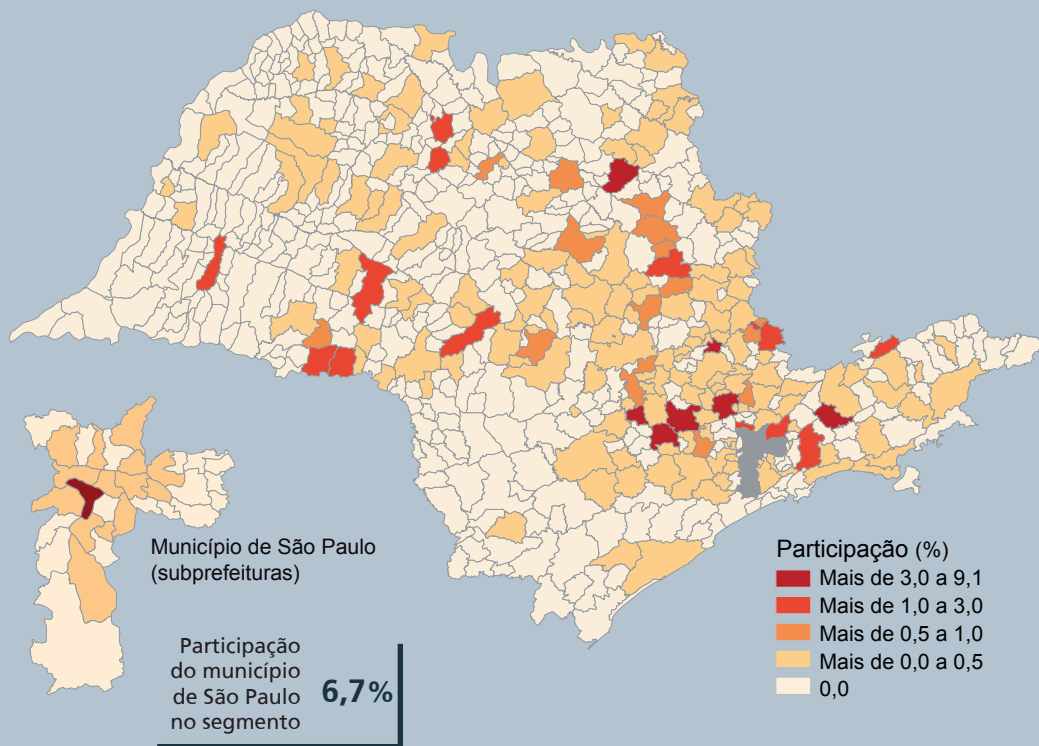 Município de São Paulo
(subprefeituras)
Participação
do município
de São Paulo
no segmento
6,7%
Participação (%)
Mais de 3,0 a 9,1
Mais de 1,0 a 3,0
Mais de 0,5 a 1,0
Mais de 0,0 a 0,5
0,0